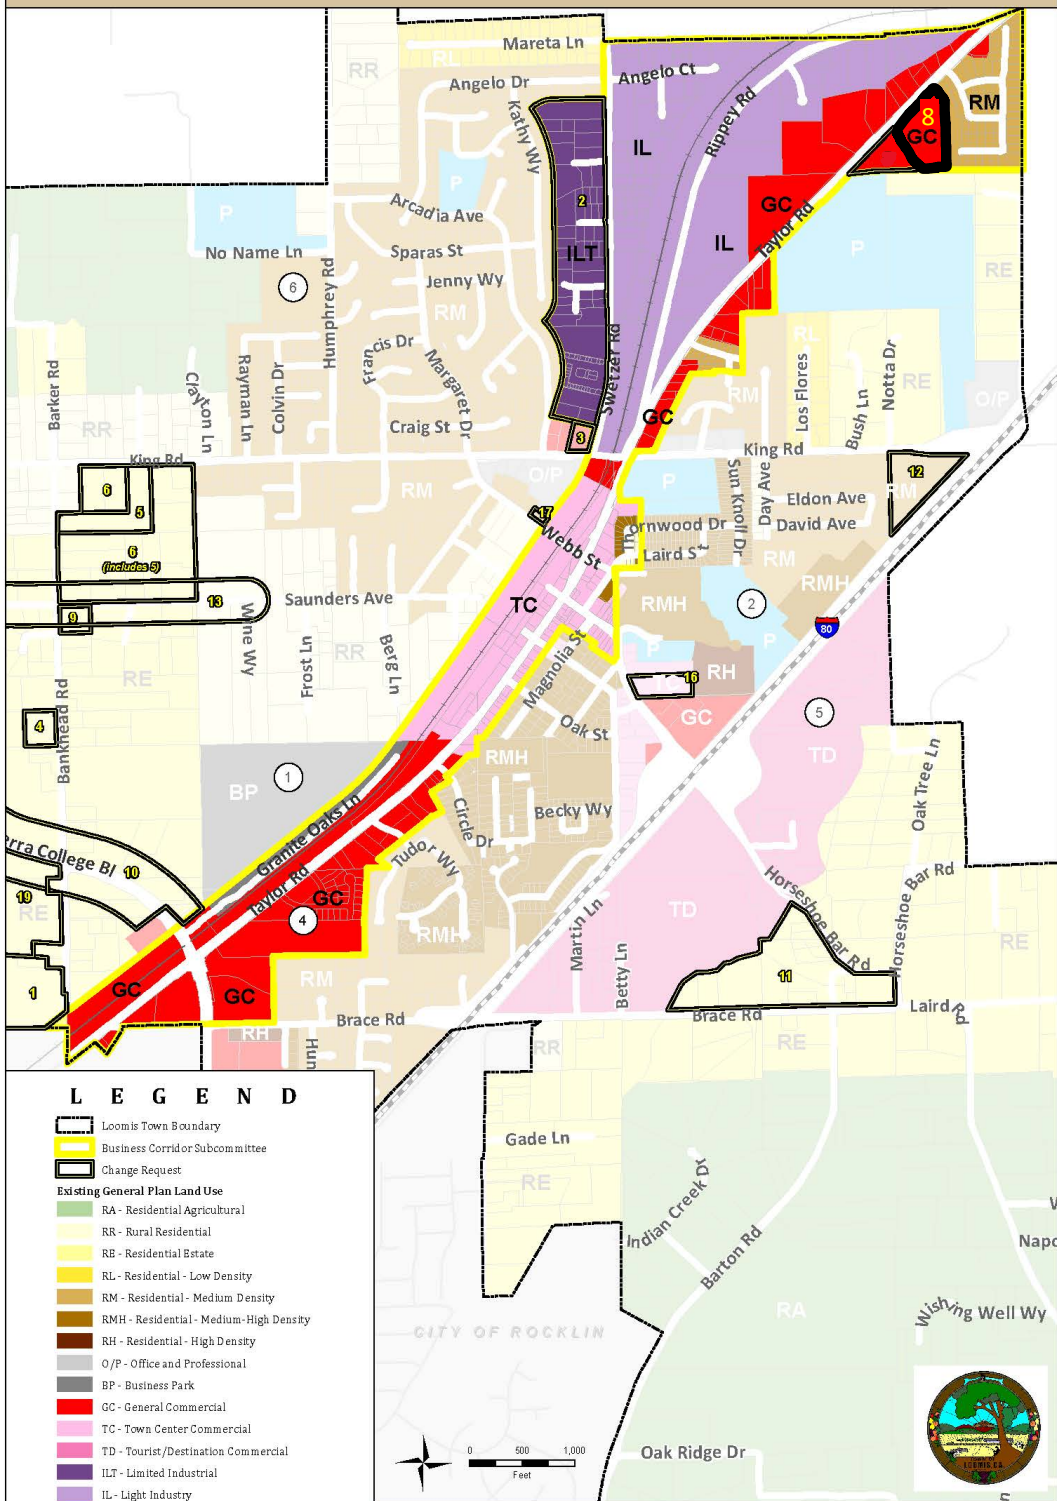 Mareta Ln
RR
RL
Angelo Dr
Angelo Ct
Kathy Wy
Rippey Rd
RM
8
GC
IL
P
2
P
Arcadia Ave
GC
No Name Ln
Sparas St
ILT
IL
Taylor Rd
P
RE
Jenny Wy
6
Humphrey Rd
RM
Francis Dr
Swetzer Rd
RL
Barker Rd
Clayton Ln
Rayman Ln
Colvin Dr
Margaret Dr
RM
Los Flores
Bush Ln
Notta Dr
RE
O/P
GC
RR
Craig St
3
King Rd
King Rd
6
RM
O/P
P
Sun Knoll Dr
Day Ave
Eldon Ave
12
RM
5
17
Thornwood Dr
David Ave
6
(includes 5)
Webb St
Laird St
RM
RMH
13
Saunders Ave
TC
RMH
2
80
9
Wine Wy
Frost Ln
RR
Berg Ln
P
P
RE
Magnolia St
RH
16
4
Bankhead Rd
Oak St
GC
5
TD
RMH
Oak Tree Ln
BP
1
Granite Oaks Ln
Circle Dr
Becky Wy
erra College Bl
10
Taylor Rd
Tudor Wy
Horseshoe Bar Rd
Horseshoe Bar Rd
19
RE
GC
4
RMH
Martin Ln
TD
RE
RM
Betty Ln
11
1
GC
GC
Brace Rd
Brace Rd
Laird Rd
RH
Hun
RR
RE
L E G E N D
Loomis Town Boundary
Business Corridor Subcommittee
Change Request
Existing General Plan Land Use
RA - Residential Agricultural
RR - Rural Residential
RE - Residential Estate
RL - Residential - Low Density
RM - Residential - Medium Density
RMH - Residential - Medium-High Density
RH - Residential - High Density
O/P - Office and Professional
BP - Business Park
GC - General Commercial
TC - Town Center Commercial
TD - Tourist/Destination Commercial
ILT - Limited Industrial
IL - Light Industry
Gade Ln
RE
Indian Creek Dr
Barton Rd
Napo
RA
Wishing Well Wy
CITY OF ROCKLIN
0 500 1,000
Feet
Oak Ridge Dr